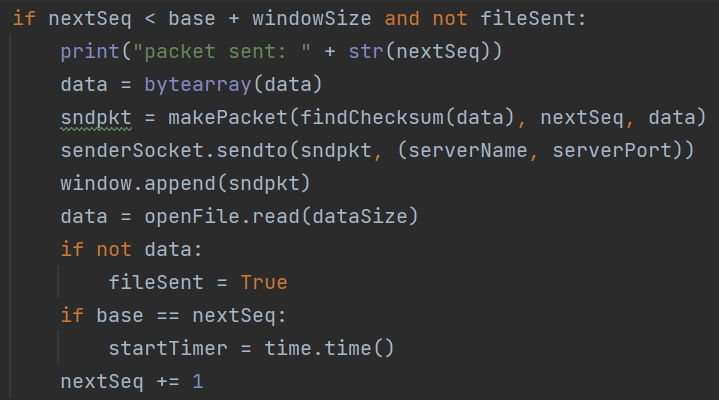 if nextSeq < base + windowSize and not fileSent:
    print("packet sent: " + str(nextSeq))
    data = bytearray(data)
    sndpkt = makePacket(findChecksum(data), nextSeq, data)
    senderSocket.sendto(sndpkt, (serverName, serverPort))
    window.append(sndpkt)
    data = openFile.read(dataSize)
    if not data:
        fileSent = True
    if base == nextSeq:
        startTimer = time.time()
    nextSeq += 1